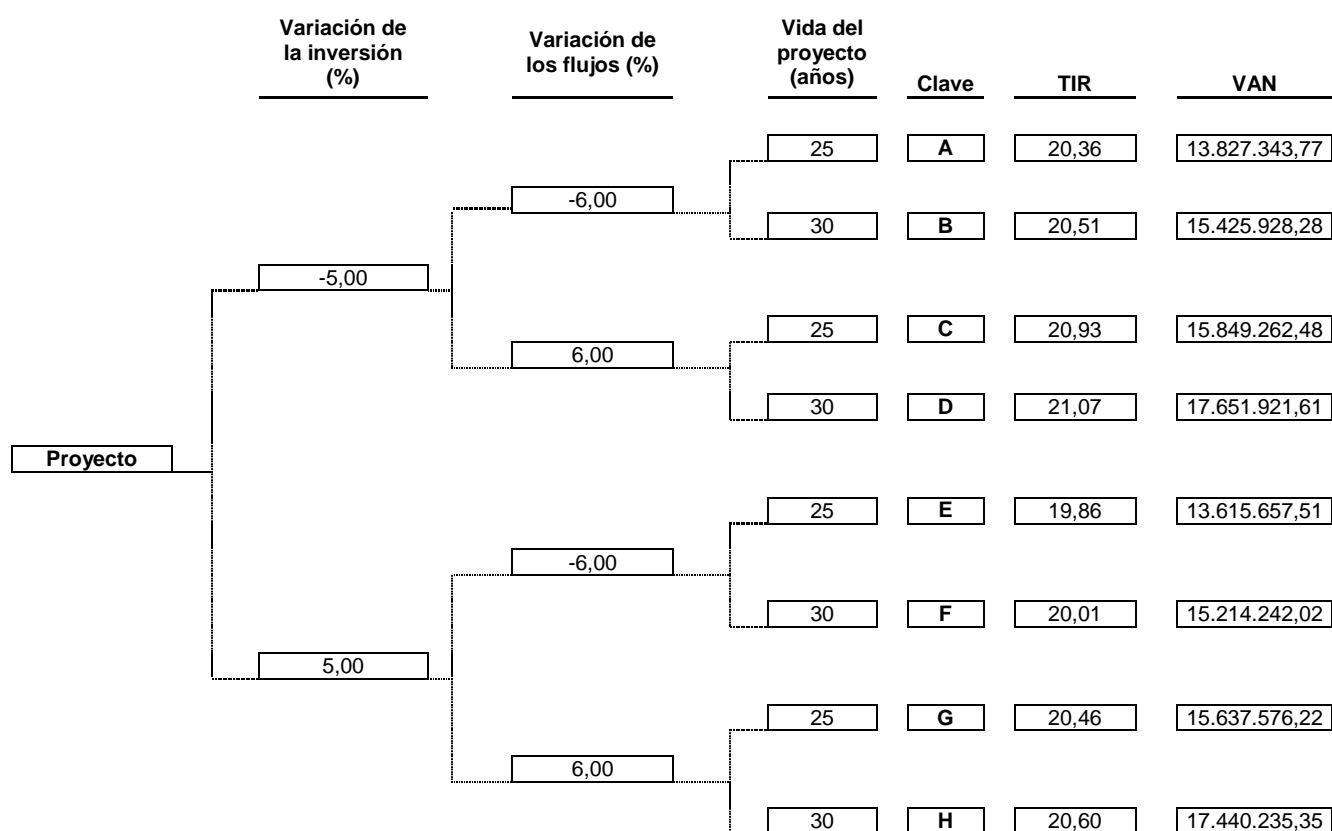 Variación de
la inversión
(%)
Variación de
los flujos (%)
Vida del
proyecto
(años)
Clave
TIR
VAN
25 A 20,36 13.827.343,77
-6,00
30 B 20,51 15.425.928,28
-5,00
25 C 20,93 15.849.262,48
6,00
30 D 21,07 17.651.921,61
Proyecto
25 E 19,86 13.615.657,51
-6,00
30 F 20,01 15.214.242,02
5,00
25 G 20,46 15.637.576,22
6,00
30 H 20,60 17.440.235,35